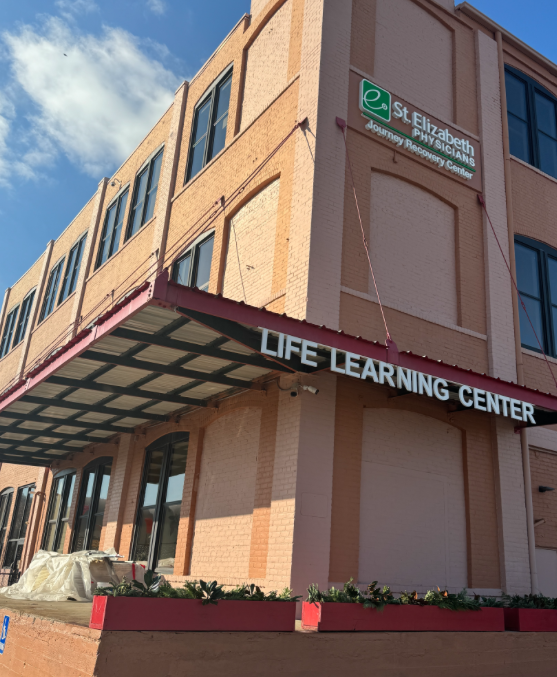 St. Elizabeth
PHYSICIANS
Journey Recovery Center
LIFE LEARNING CENTER